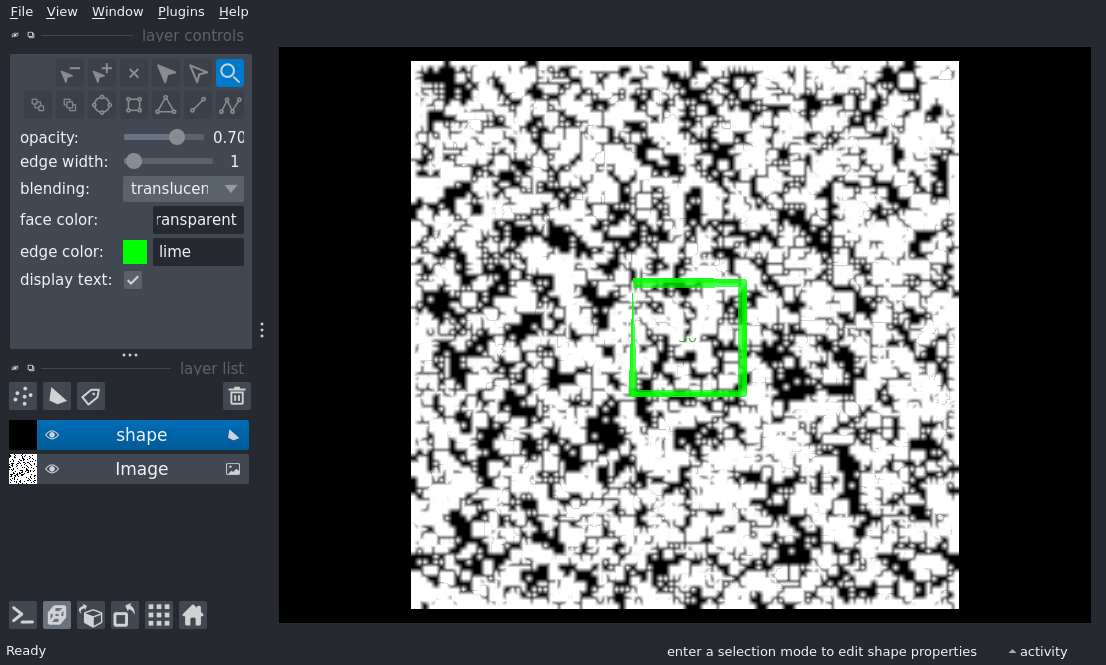 File View Window Plugins Help
layer controls
opacity: 0.70
edge width: 1
blending: translucen
face color: ransparent
edge color: lime
display text:
layer list
shape
Image
Ready
enter a selection mode to edit shape properties
activity